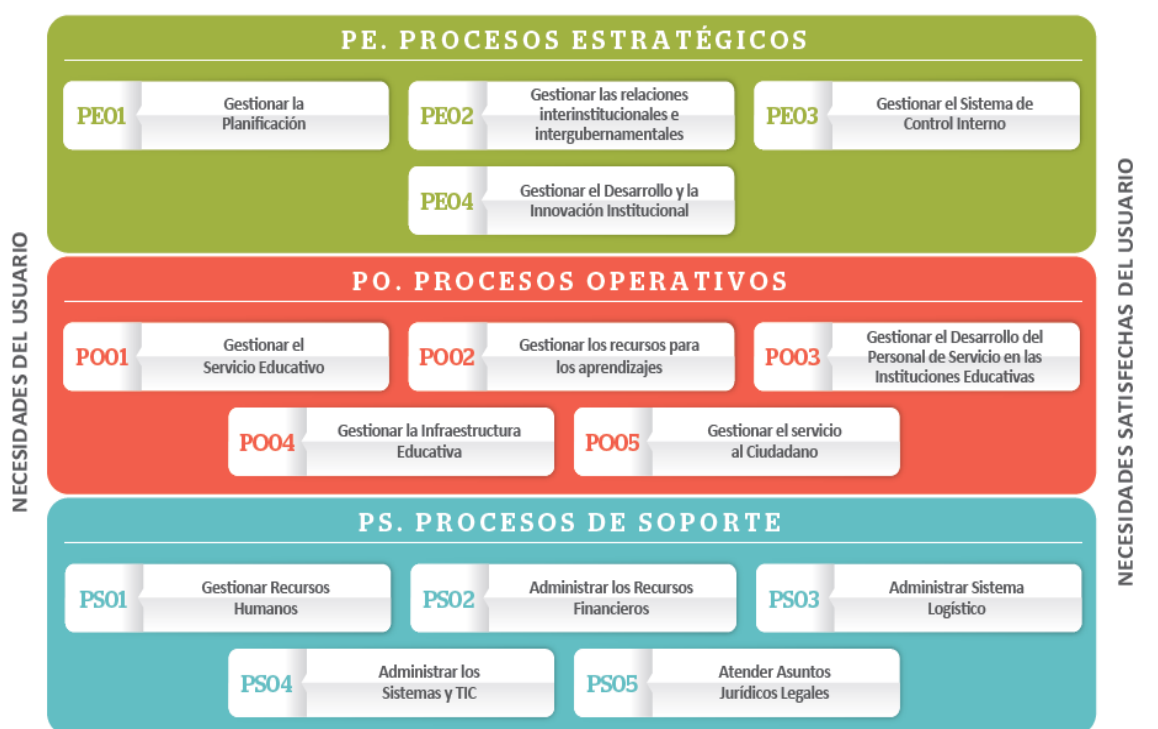 PE. PROCESOS ESTRATÉGICOS
PE01
Gestionar la
Planificación
PE02
Gestionar las relaciones
interinstitucionales e
intergubernamentales
PE03
Gestionar el Sistema de
Control Interno
PE04
Gestionar el Desarrollo y la
Innovación Institucional
NECESIDADES DEL USUARIO
PO. PROCESOS OPERATIVOS
PO01
Gestionar el
Servicio Educativo
PO02
Gestionar los recursos para
los aprendizajes
PO03
Gestionar el Desarrollo del
Personal de Servicio en las
Instituciones Educativas
PO04
Gestionar la Infraestructura
Educativa
PO05
Gestionar el servicio
al Ciudadano
NECESIDADES SATISFECHAS DEL USUARIO
PS. PROCESOS DE SOPORTE
PS01
Gestionar Recursos
Humanos
PS02
Administrar los Recursos
Financieros
PS03
Administrar Sistema
Logístico
PS04
Administrar los
Sistemas y TIC
PS05
Atender Asuntos
Jurídicos Legales